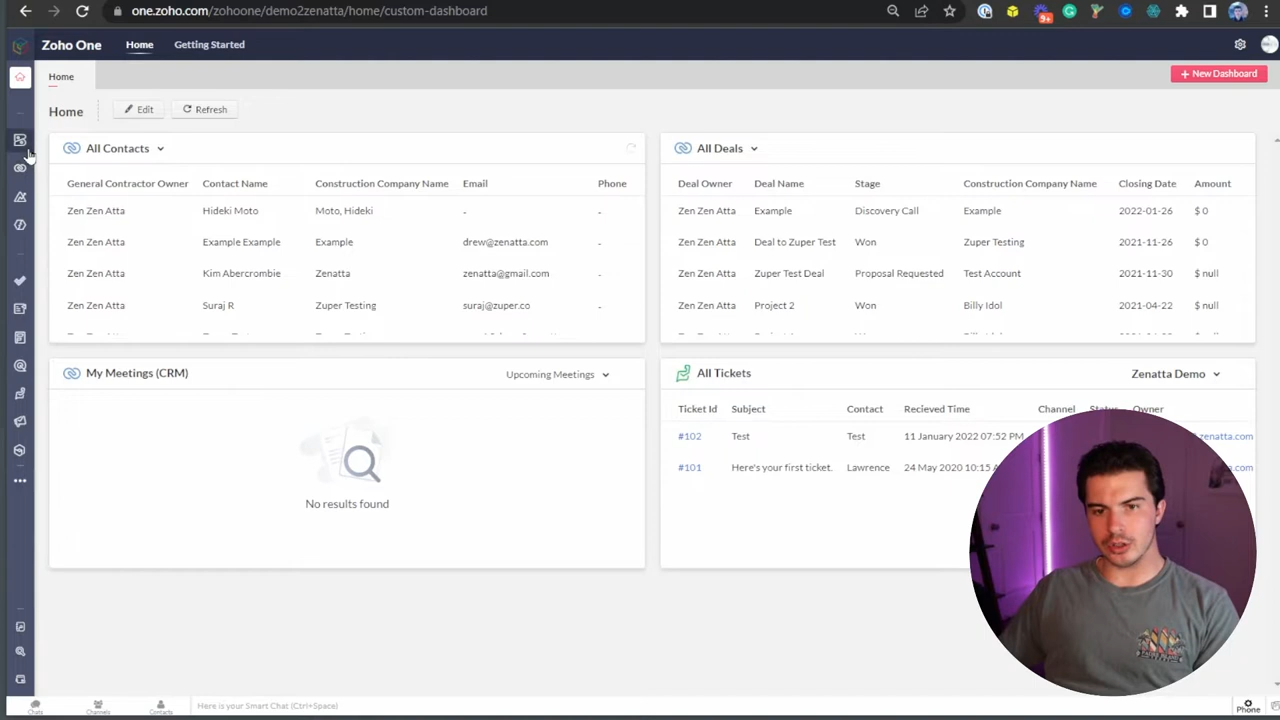 one.zoho.com/zohoone/demo2zenatta/home/custom-dashboard
9+
Zoho One Home Getting Started
Home
+ New Dashboard
Home Edit Refresh
All Contacts
General Contractor Owner Contact Name Construction Company Name Email Phone
Zen Zen Atta Hideki Moto Moto, Hideki - -
Zen Zen Atta Example Example Example drew@zenatta.com -
Zen Zen Atta Kim Abercrombie Zenatta zenatta@gmail.com -
Zen Zen Atta Suraj R Zuper Testing suraj@zuper.co -
All Deals
Deal Owner Deal Name Stage Construction Company Name Closing Date Amount
Zen Zen Atta Example Discovery Call Example 2022-01-26 $ 0
Zen Zen Atta Deal to Zuper Test Won Zuper Testing 2021-11-26 $ 0
Zen Zen Atta Zuper Test Deal Proposal Requested Test Account 2021-11-30 $ null
Zen Zen Atta Project 2 Won Billy Idol 2021-04-22 $ null
My Meetings (CRM) Upcoming Meetings
No results found
All Tickets Zenatta Demo
Ticket Id Subject Contact Recieved Time Channel Status Owner
#102 Test Test 11 January 2022 07:52 PM zenatta.com
#101 Here's your first ticket. Lawrence 24 May 2020 10:15
Chats Channels Contacts Here is your Smart Chat (Ctrl+Space) Phone